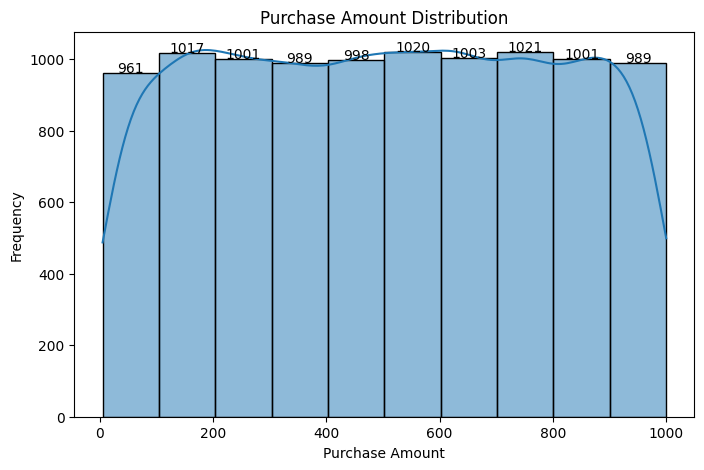 Purchase Amount Distribution
961 1017 1001 989 998 1020 1003 1021 1001 989
1000
800
600
400
200
0
Frequency
0 200 400 600 800 1000
Purchase Amount